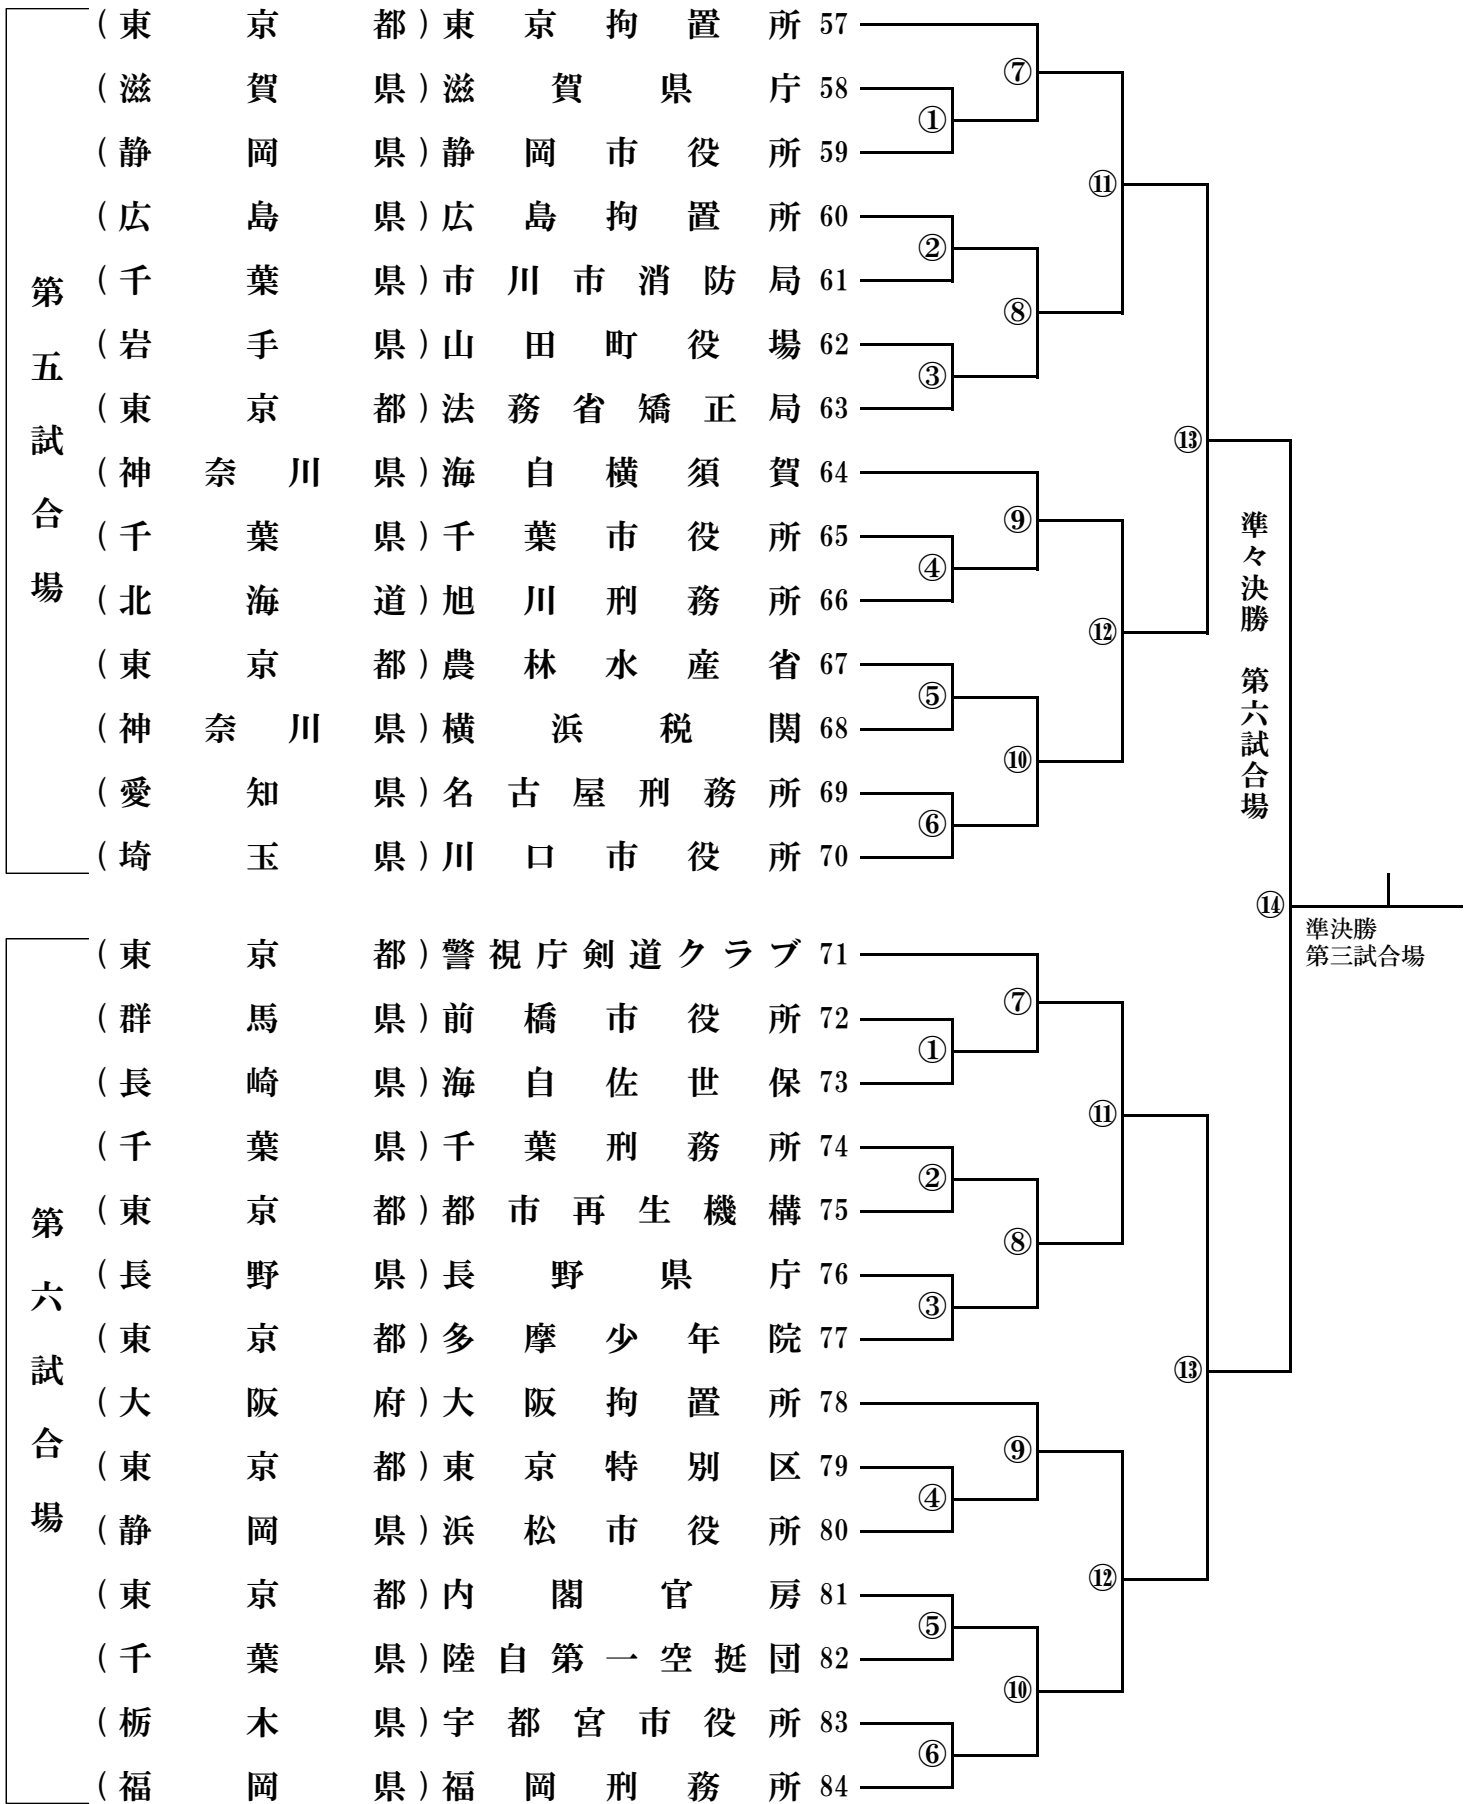 第五試合場
（東京都）東京拘置所 57
（滋賀県）滋賀県庁 58
（静岡県）静岡市役所 59
（広島県）広島拘置所 60
（千葉県）市川市消防局 61
（岩手県）山田町役場 62
（東京都）法務省矯正局 63
（神奈川県）海自横須賀 64
（千葉県）千葉市役所 65
（北海道）旭川刑務所 66
（東京都）農林水産省 67
（神奈川県）横浜税関 68
（愛知県）名古屋刑務所 69
（埼玉県）川口市役所 70
①
②
③
④
⑤
⑥
⑦
⑧
⑨
⑩
⑪
⑫
⑬
準々決勝 第六試合場
⑭
準決勝
第三試合場
第六試合場
（東京都）警視庁剣道クラブ 71
（群馬県）前橋市役所 72
（長崎県）海自佐世保 73
（千葉県）千葉刑務所 74
（東京都）都市再生機構 75
（長野県）長野県庁 76
（東京都）多摩少年院 77
（大阪府）大阪拘置所 78
（東京都）東京特別区 79
（静岡県）浜松市役所 80
（東京都）内閣官房 81
（千葉県）陸自第一空挺団 82
（栃木県）宇都宮市役所 83
（福岡県）福岡刑務所 84
①
②
③
④
⑤
⑥
⑦
⑧
⑨
⑩
⑪
⑫
⑬